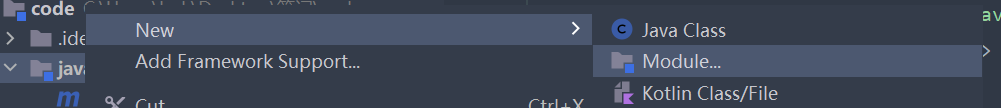 code
New
Java Class
.ide
Module...
java
Add Framework Support...
Kotlin Class/File
Cut
Ctrl+X